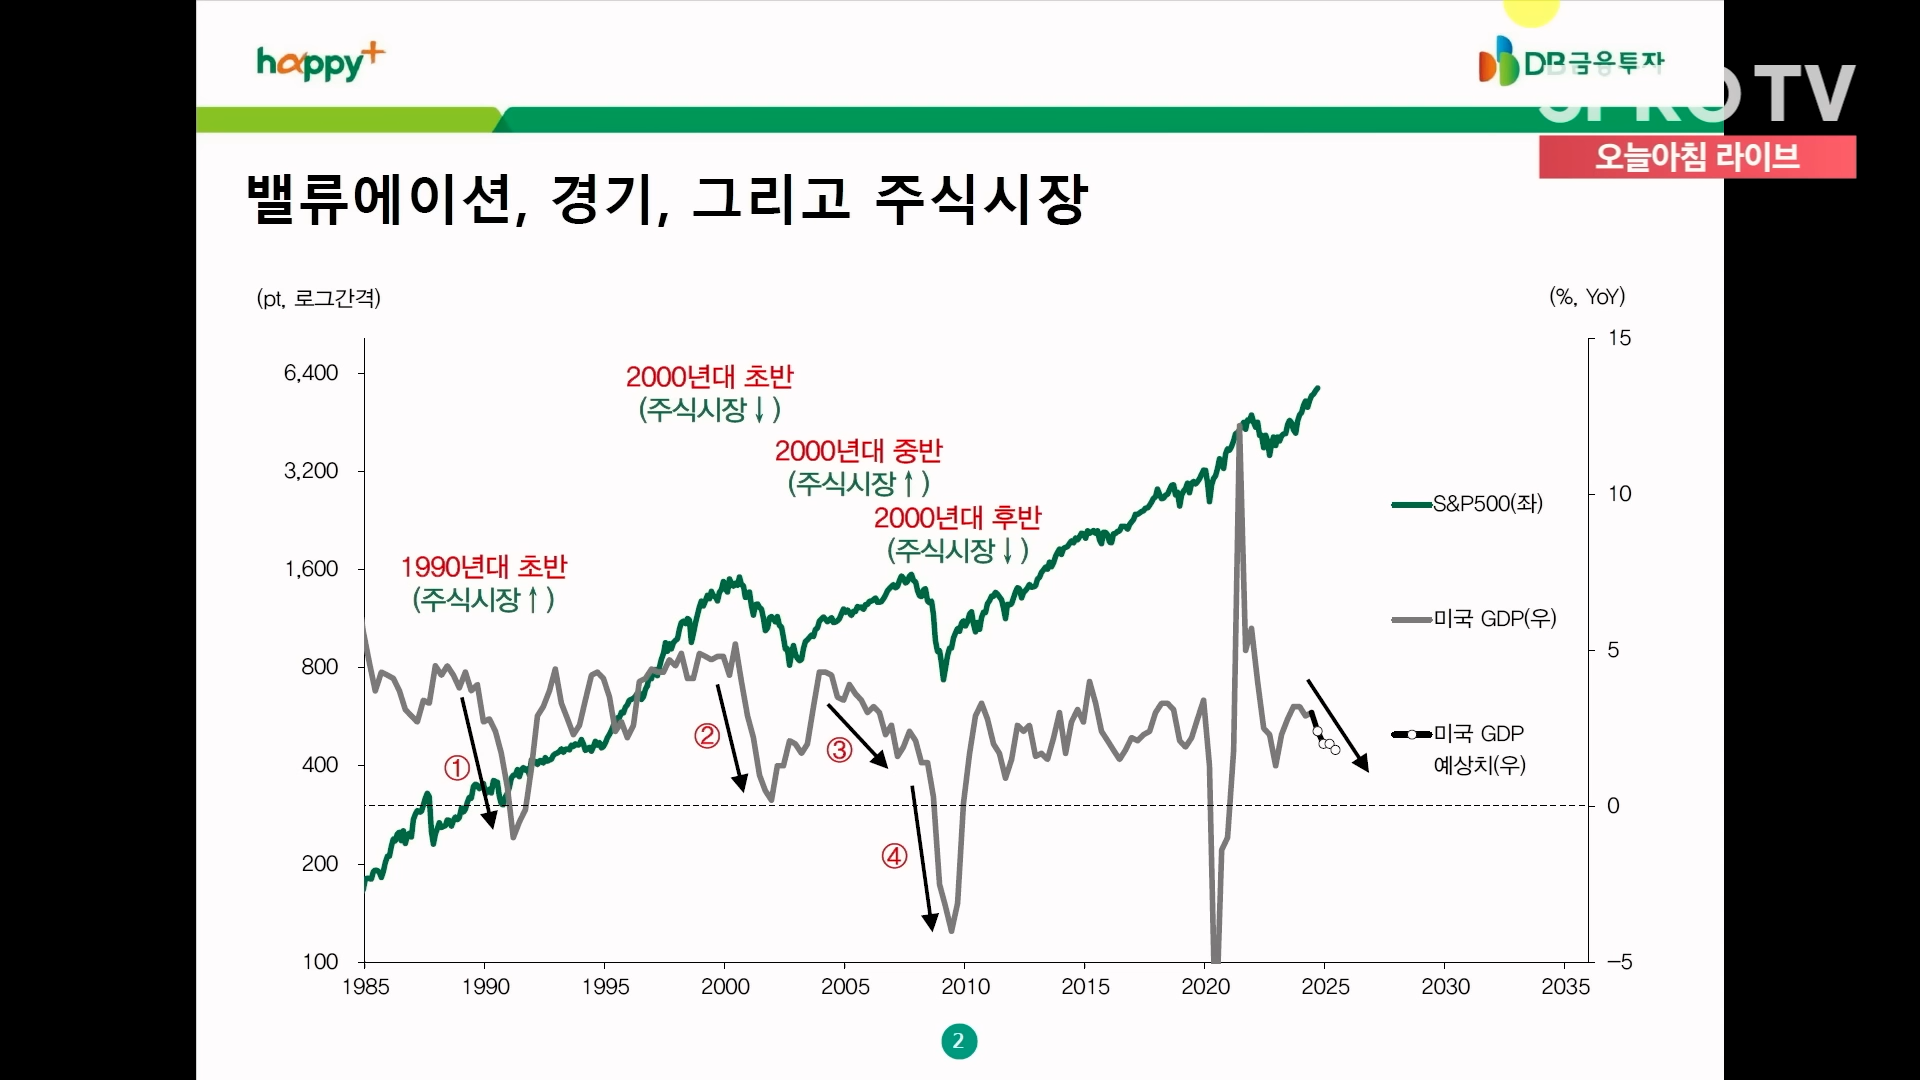 happy+
DB금융투자
3PRO TV
오늘아침 라이브
밸류에이션, 경기, 그리고 주식시장
(pt, 로그간격)
(%, YoY)
15
6,400
2000년대 초반
(주식시장↓)
2000년대 중반
(주식시장↑)
3,200
10
S&P500(좌)
2000년대 후반
(주식시장↓)
1990년대 초반
(주식시장↑)
1,600
미국 GDP(우)
800
5
①
②
③
④
400
미국 GDP
예상치(우)
0
200
100
-5
1985
1990
1995
2000
2005
2010
2015
2020
2025
2030
2035
2